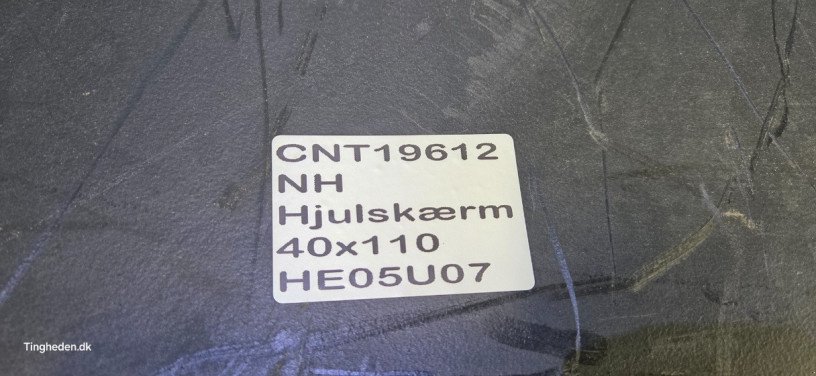 CNT19612
NH
Hjulskærm
40x110
HE05U07
Tingheden.dk